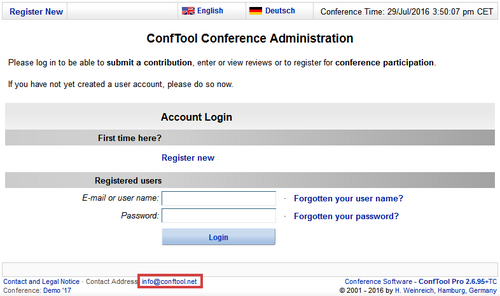 Register New
English
Deutsch
Conference Time: 29/Jul/2016 3:50:07 pm CET
ConfTool Conference Administration
Please log in to be able to submit a contribution, enter or view reviews or to register for conference participation.
If you have not yet created a user account, please do so now.
Account Login
First time here?
Register new
Registered users
E-mail or user name: - Forgotten your user name?
Password: - Forgotten your password?
Login
Contact and Legal Notice · Contact Address: info@conftool.net
Conference Software - ConfTool Pro 2.6.95+TC
Conference: Demo '17
© 2001 - 2016 by H. Weinreich, Hamburg, Germany